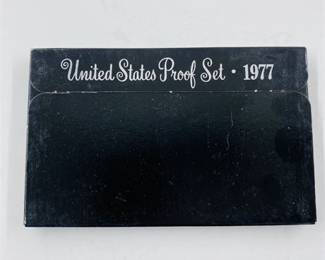 United States Proof Set • 1977